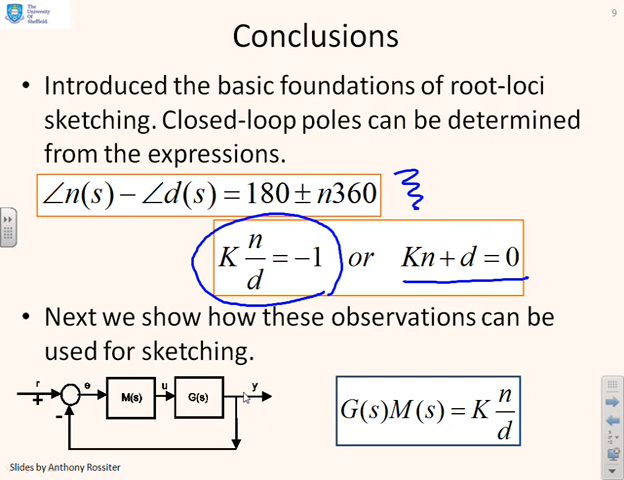 The
University
Of
Sheffield.
9
Conclusions
• Introduced the basic foundations of root-loci
sketching. Closed-loop poles can be determined
from the expressions.
∠n(s) − ∠d(s) = 180 ± n360
K n/d = −1 or Kn + d = 0
• Next we show how these observations can be
used for sketching.
r + - e M(s) u G(s) y
G(s)M(s) = K n/d
Slides by Anthony Rossiter